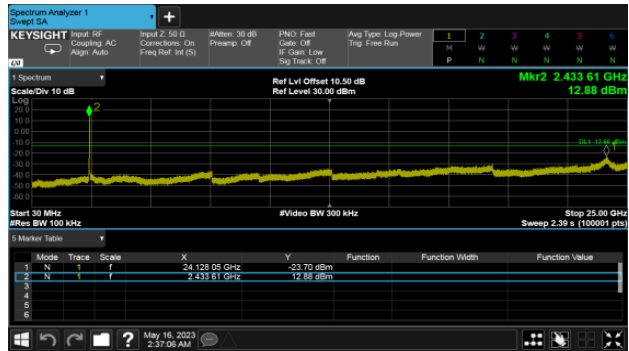 Spectrum Analyzer 1
Swept SA
+
KEYSIGHT Input: RF Input Z: 50 Ω #Atten: 30 dB PNO: Fast Avg Type: Log-Power 1 2 3 4 5 6
Coupling: AC Corrections: On Preamp: Off Gate: Off Trig: Free Run M W W W W W
Align: Auto Freq Ref: Int (S) IF Gain: Low P N N N N N
Sig Track: Off
LXI
1 Spectrum Ref Lvl Offset 10.50 dB Mkr2 2.433 61 GHz
Scale/Div 10 dB Ref Level 30.00 dBm 12.88 dBm
Log
20.0 2
10.0
0.00
-10.0 DL1 -13.66 dBm
-20.0 1
-30.0
-40.0
-50.0
-60.0
Start 30 MHz #Video BW 300 kHz Stop 25.00 GHz
#Res BW 100 kHz Sweep 2.39 s (100001 pts)
5 Marker Table
Mode Trace Scale X Y Function Function Width Function Value
1 N 1 f 24.128 05 GHz -23.70 dBm
2 N 1 f 2.433 61 GHz 12.88 dBm
3
4
5
6
? May 16, 2023
2:37:06 AM